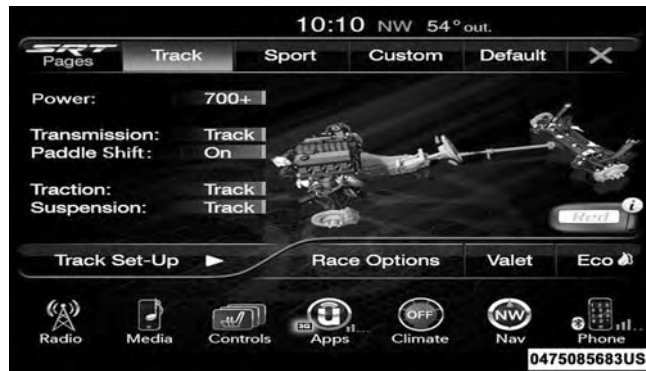 10:10 NW 54° out.
SRT Pages Track Sport Custom Default X
Power: 700+
Transmission: Track
Paddle Shift: On
Traction: Track
Suspension: Track
Red i
Track Set-Up Race Options Valet Eco
3G U OFF NW
Radio Media Controls Apps Climate Nav Phone
0475085683US